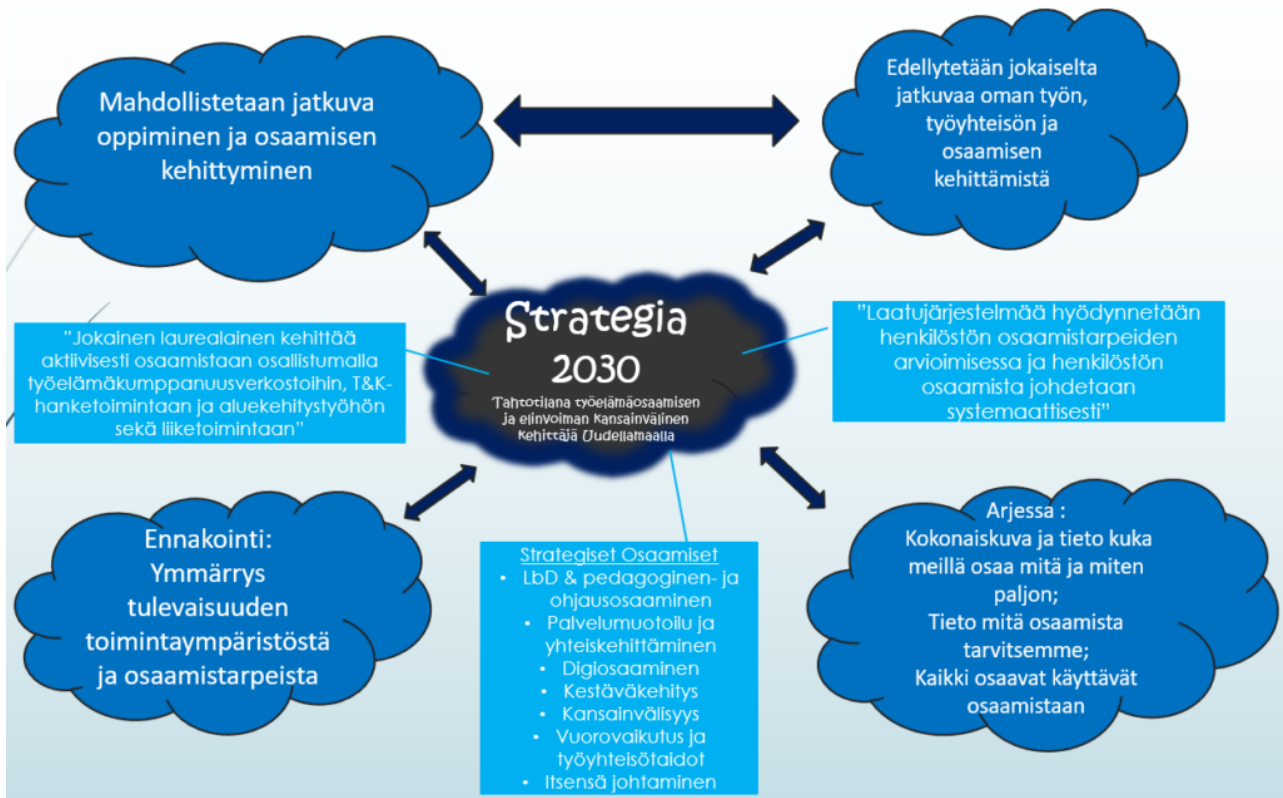 Mahdollistetaan jatkuva
oppiminen ja osaamisen
kehittyminen
Edellytetään jokaiselta
jatkuvaa oman työn,
työyhteisön ja
osaamisen
kehittämistä
Strategia
2030
Tahtotilana työelämäosaamisen
ja elinvoiman kansainvälinen
kehittäjä Uudellamaalla
"Jokainen laurealainen kehittää
aktiivisesti osaamistaan osallistumalla
työelämäkumppanuusverkostoihin, T&K-
hanketoimintaan ja aluekehitystyöhön
sekä liiketoimintaan"
"Laatujärjestelmää hyödynnetään
henkilöstön osaamistarpeiden
arvioimisessa ja henkilöstön
osaamista johdetaan
systemaattisesti"
Ennakointi:
Ymmärrys
tulevaisuuden
toimintaympäristöstä
ja osaamistarpeista
Strategiset Osaamiset
• LbD & pedagoginen- ja
ohjausosaaminen
• Palvelumuotoilu ja
yhteiskehittäminen
• Digiosaaminen
• Kestäväkehitys
• Kansainvälisyys
• Vuorovaikutus ja
työyhteisötaidot
• Itsensä johtaminen
Arjessa :
Kokonaiskuva ja tieto kuka
meillä osaa mitä ja miten
paljon;
Tieto mitä osaamista
tarvitsemme;
Kaikki osaavat käyttävät
osaamistaan